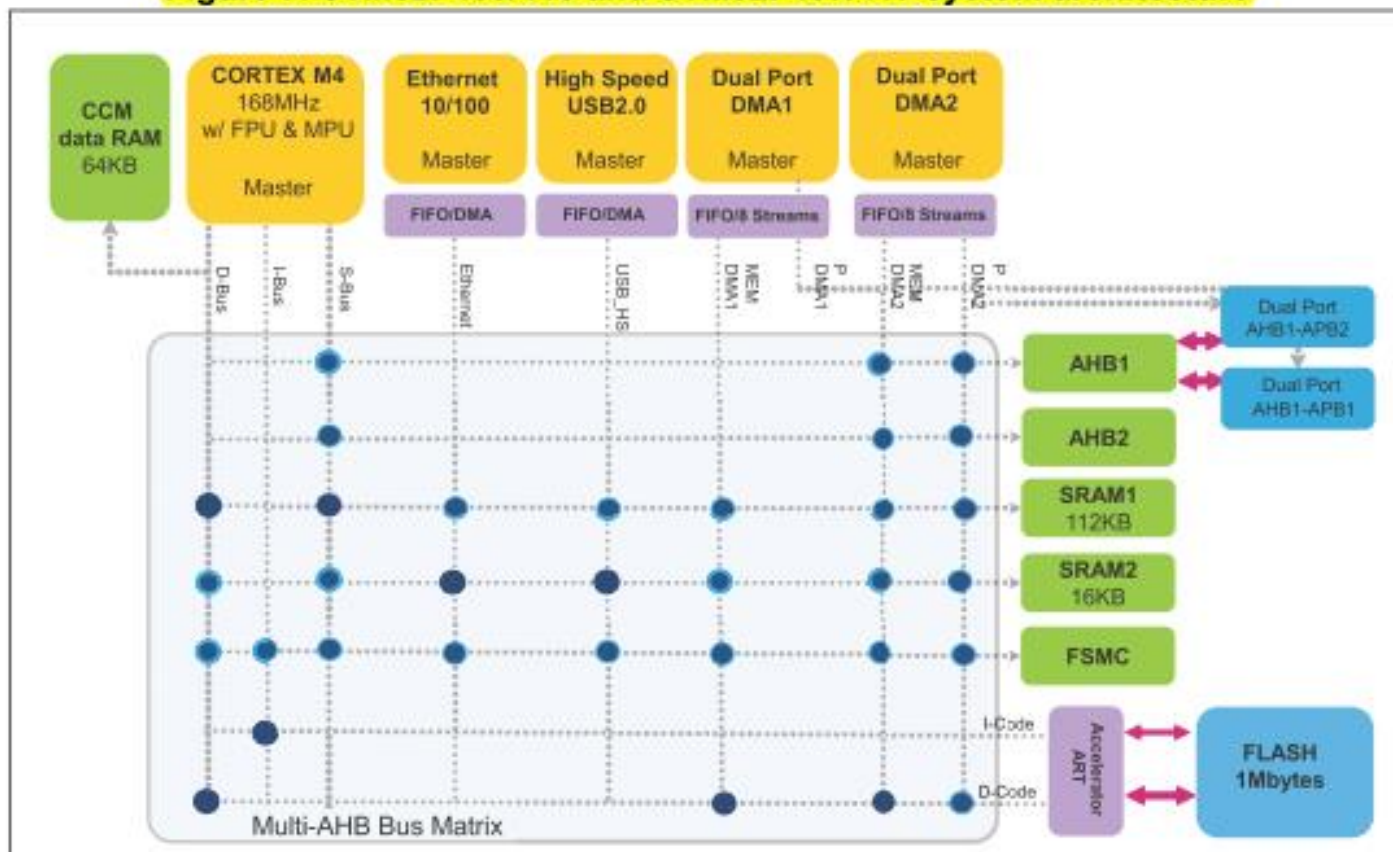 CCM
data RAM
64KB
CORTEX M4
168MHz
w/ FPU & MPU
Master
Ethernet
10/100
Master
High Speed
USB2.0
Master
Dual Port
DMA1
Master
Dual Port
DMA2
Master
FIFO/DMA
FIFO/DMA
FIFO/8 Streams
FIFO/8 Streams
D-Bus
I-Bus
S-Bus
Ethernet
USB_HS
MEM
DMA1
P
DMA1
MEM
DMA2
P
DMA2
Dual Port
AHB1-APB2
Dual Port
AHB1-APB1
AHB1
AHB2
SRAM1
112KB
SRAM2
16KB
FSMC
I-Code
D-Code
Accelerator
ART
FLASH
1Mbytes
Multi-AHB Bus Matrix